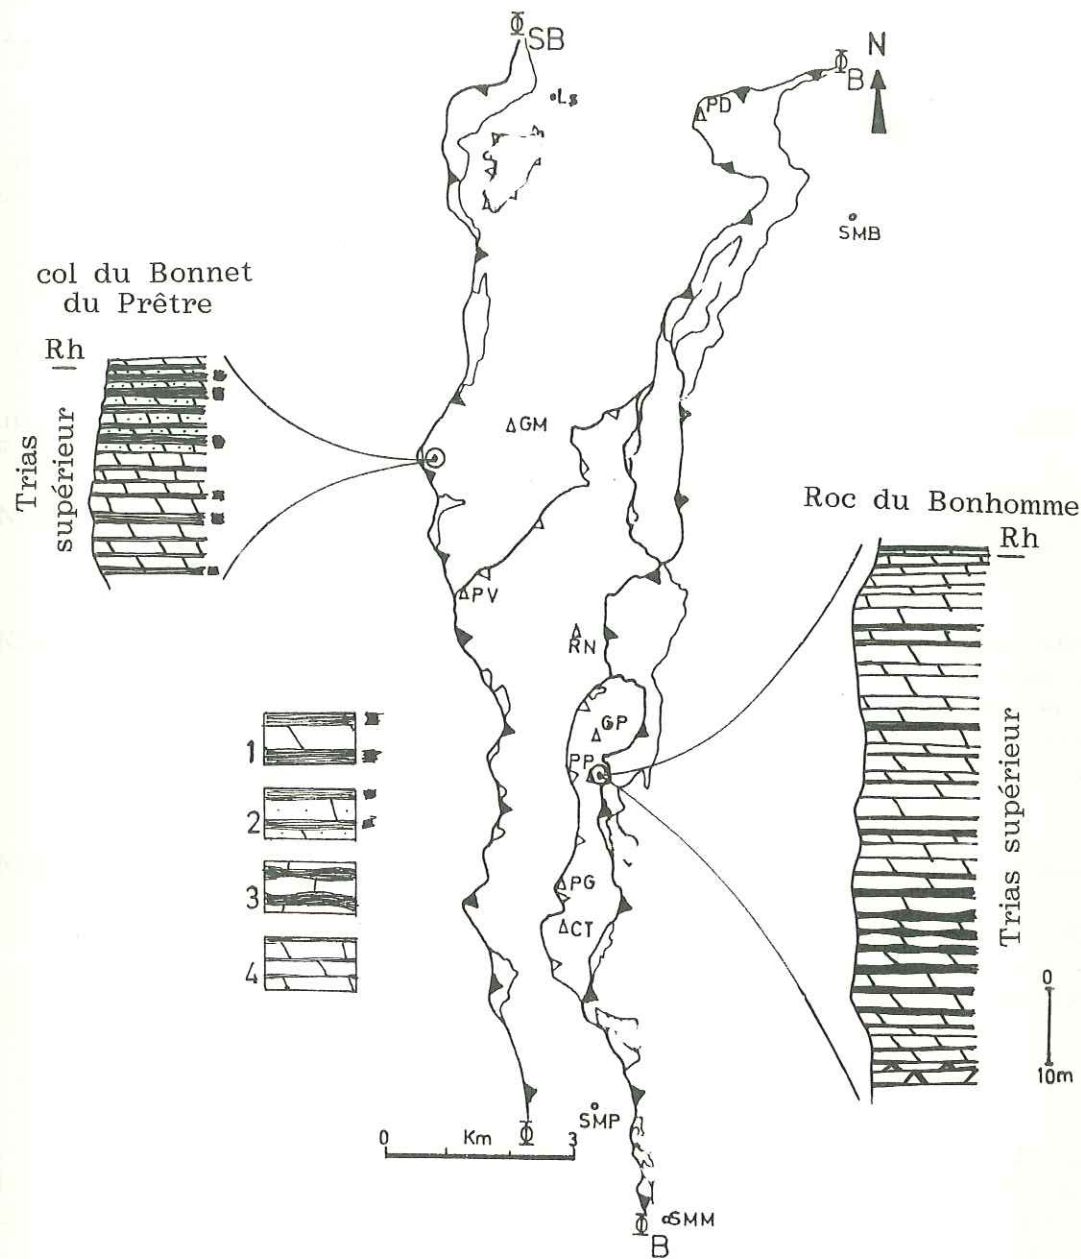 Φ SB
N
Φ B
Ls
PD
SMB
col du Bonnet
du Prêtre
Rh
Trias
supérieur
GM
Roc du Bonhomme
Rh
PV
RN
GP
PP
Trias supérieur
1
2
3
4
PG
CT
0
10m
SMP
0 Km 3
Φ
SMM
Φ B